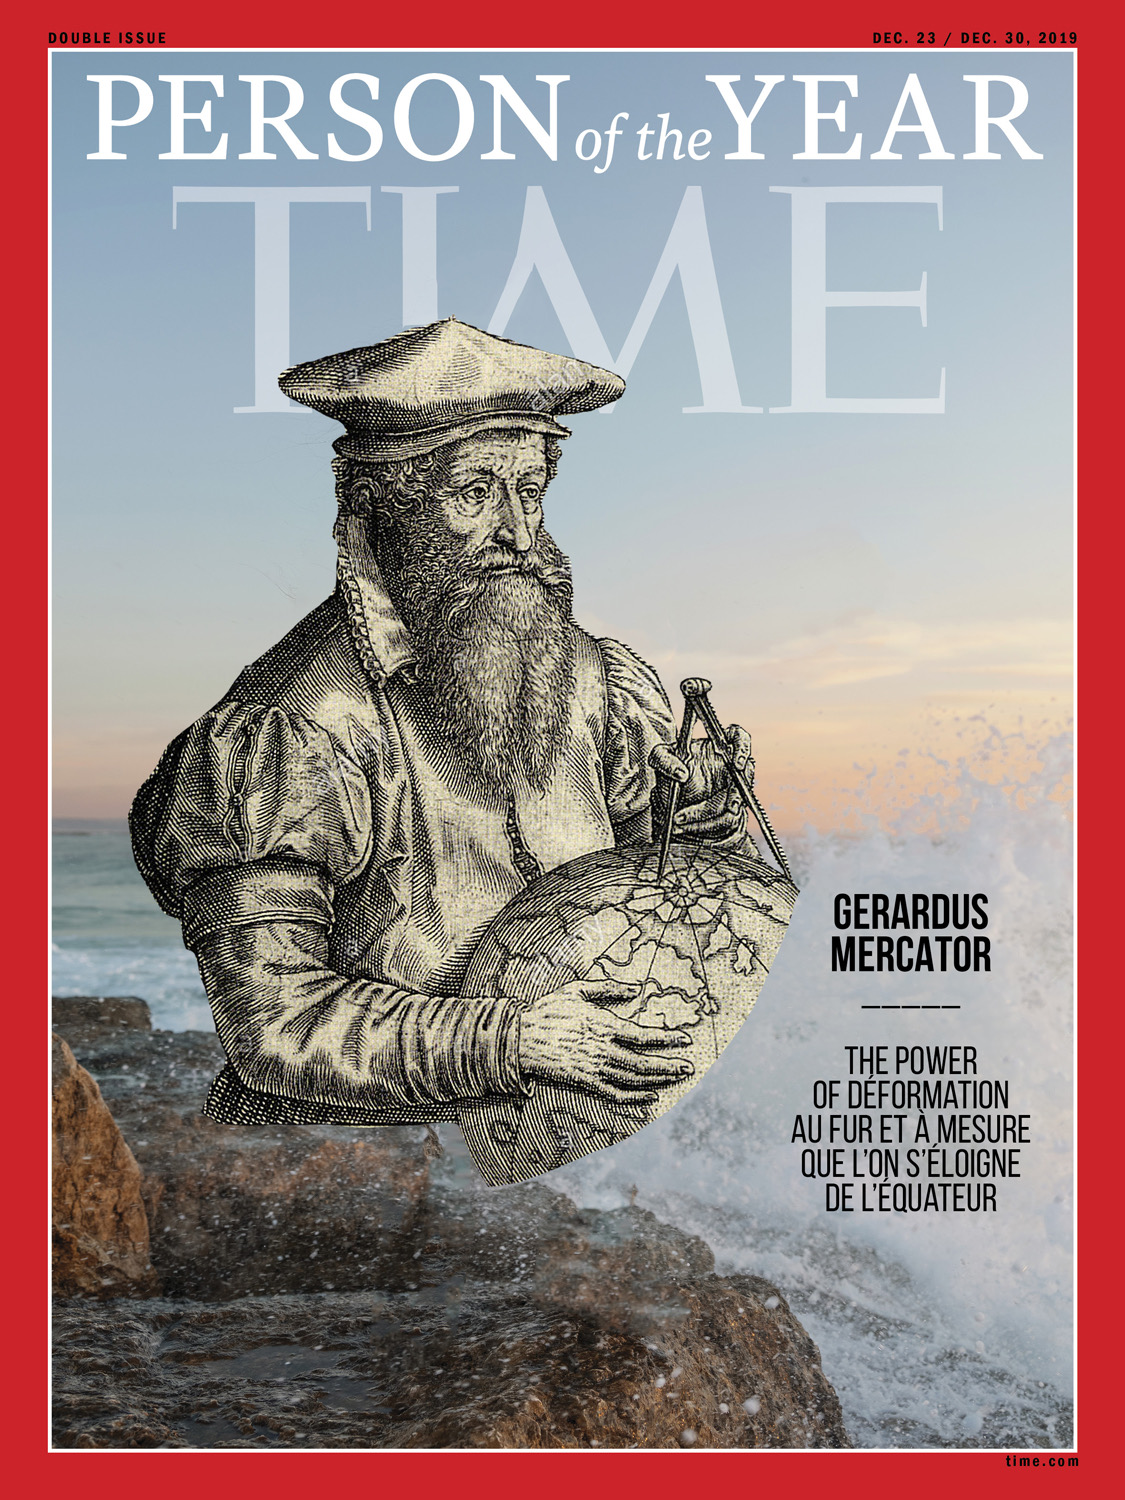 DOUBLE ISSUE
DEC. 23 / DEC. 30, 2019
PERSON of the YEAR
TIME
GERARDUS
MERCATOR
THE POWER
OF DÉFORMATION
AU FUR ET À MESURE
QUE L'ON S'ÉLOIGNE
DE L'ÉQUATEUR
time.com